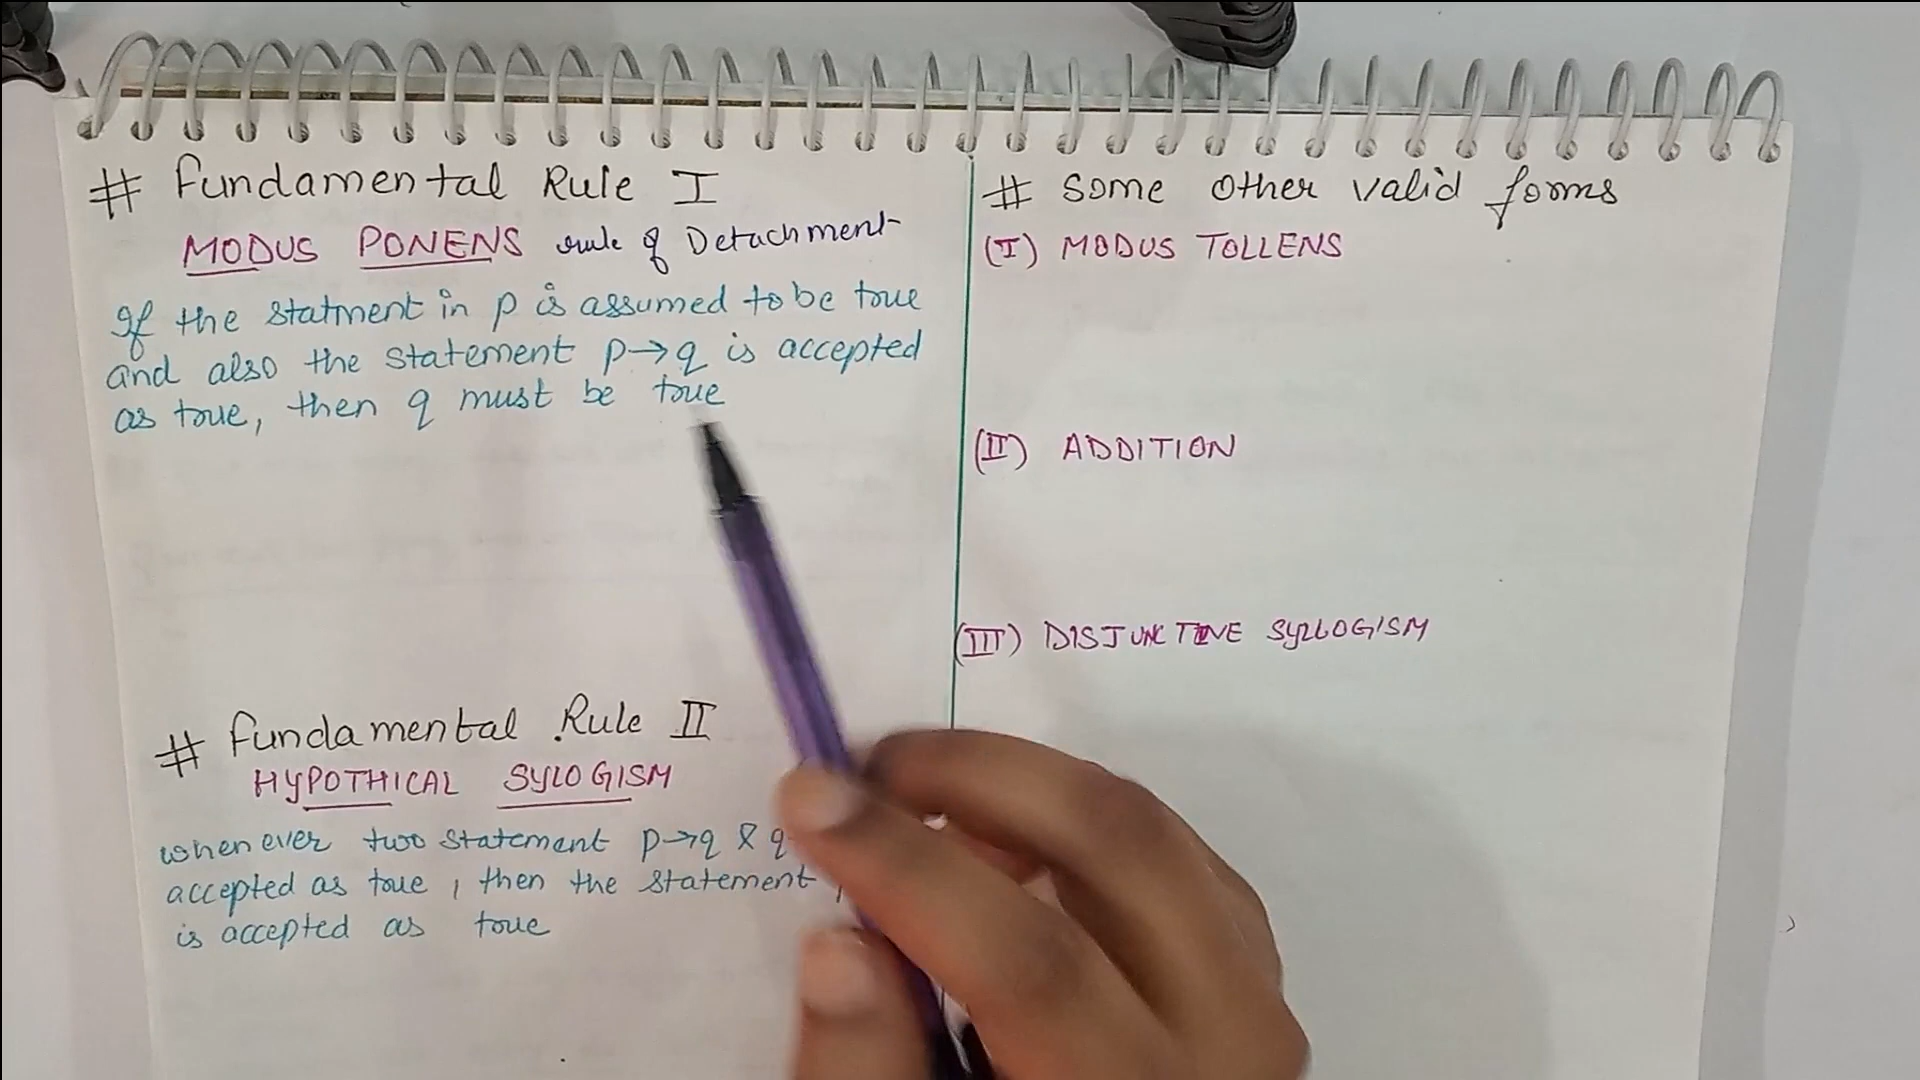 # Fundamental Rule I
MODUS PONENS rule of Detachment
If the statment in p is assumed to be true
and also the statement p→q is accepted
as true, then q must be true
# Fundamental Rule II
HYPOTHICAL SYLOGISM
when ever two statement p→q & q
accepted as true, then the statement
is accepted as true
# Some other valid forms
(I) MODUS TOLLENS
(II) ADDITION
(III) DISJUNCTIVE SYLLOGISM